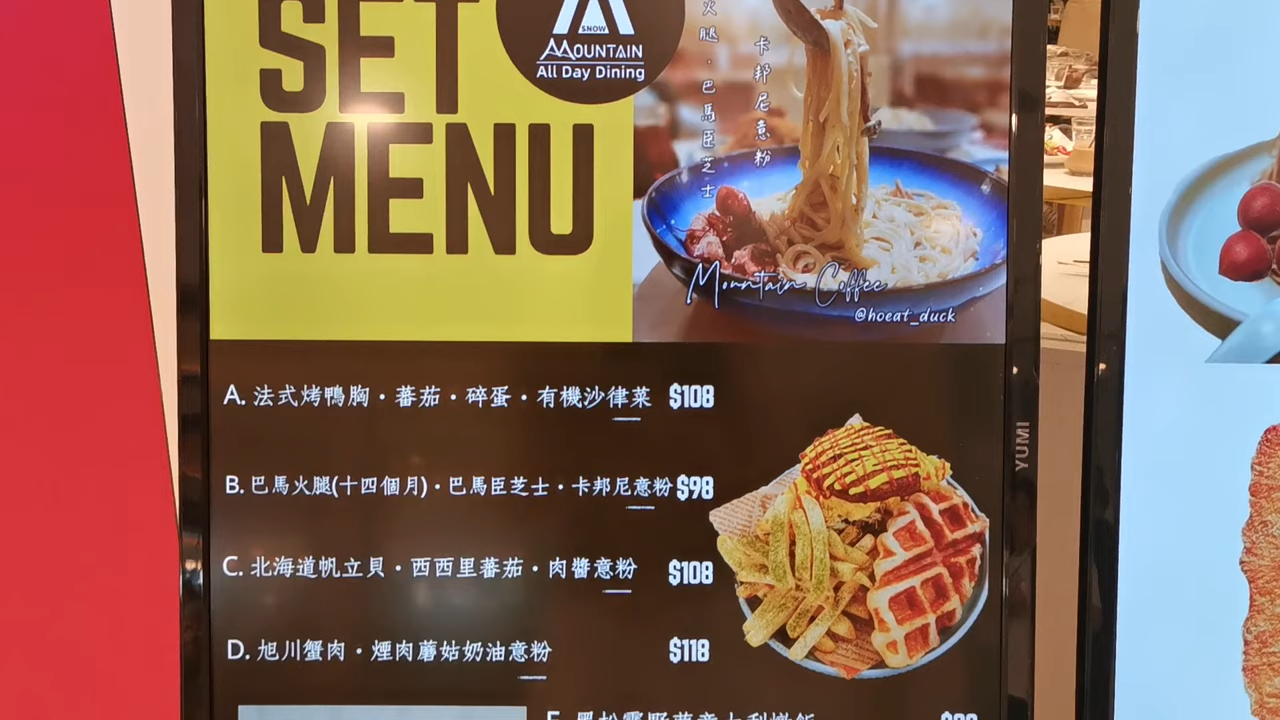 SET
MENU
SNOW
MOUNTAIN
All Day Dining
火腿·巴馬臣芝士
卡邦尼意粉
Mountain Coffee
@hoeat_duck
A. 法式烤鴨胸·蕃茄·碎蛋·有機沙律菜 $108
B. 巴馬火腿(十四個月)·巴馬臣芝士·卡邦尼意粉 $98
C. 北海道帆立貝·西西里蕃茄·肉醬意粉 $108
D. 旭川蟹肉·煙肉蘑姑奶油意粉 $118
YUMI